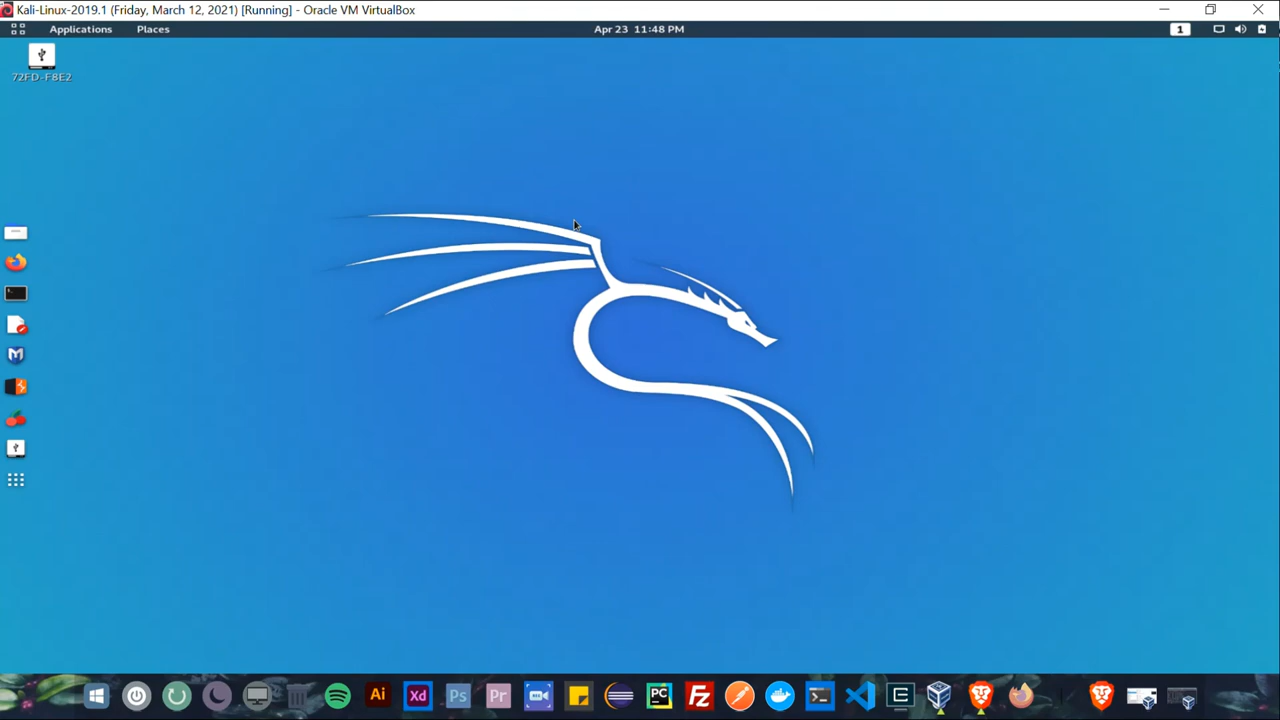 Kali-Linux-2019.1 (Friday, March 12, 2021) [Running] - Oracle VM VirtualBox
Applications Places Apr 23 11:48 PM 1
72FD-F8E2
Ai Xd Ps Pr PC FZ